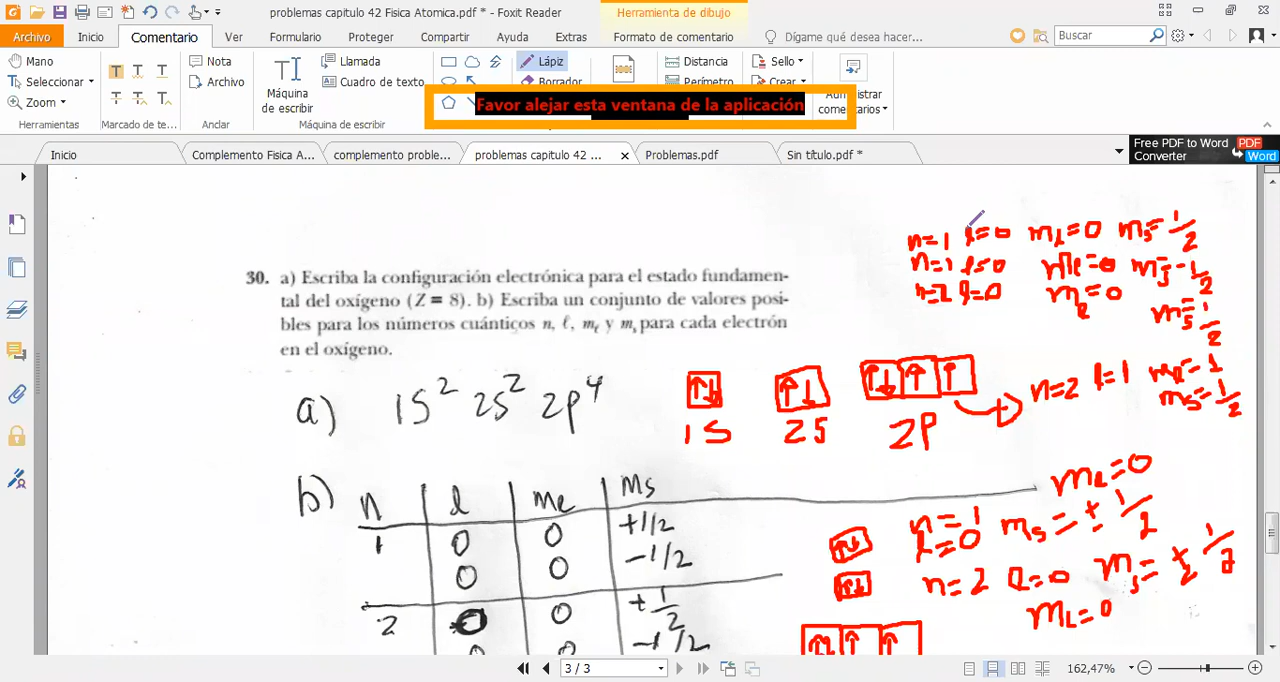 problemas capitulo 42 Fisica Atomica.pdf * - Foxit Reader
Herramienta de dibujo
Archivo Inicio Comentario Ver Formulario Proteger Compartir Ayuda Extras Formato de comentario Dígame qué desea hacer... Buscar
Mano
Seleccionar
Zoom
Herramientas
T T T
T T T
Marcado de te...
Nota
Archivo
Anclar
Máquina de escribir
Llamada
Cuadro de texto
Máquina de escribir
Lápiz
Borrador
Distancia
Perímetro
Sello
Crear
Administrar comentarios
Favor alejar esta ventana de la aplicación
Inicio
Complemento Fisica A...
complemento proble...
problemas capitulo 42 ...
Problemas.pdf
Sin título.pdf *
Free PDF to Word Converter
PDF Word
30. a) Escriba la configuración electrónica para el estado fundamen-
tal del oxígeno (Z = 8). b) Escriba un conjunto de valores posi-
bles para los números cuánticos n, ℓ, mℓ y ms para cada electrón
en el oxígeno.
n=1 l=0 ml=0 ms=1/2
n=1 l=0 ml=0 ms=-1/2
n=2 l=0 ml=0
ms=1/2
a) 1S² 2S² 2p⁴
↑↓ ↑↓ ↑↓ ↑ ↑
1S 2S 2P
n=2 l=1 ml=1
ms=1/2
b) n l ml Ms
1 0 0 +1/2
0 0 -1/2
2 0 0 +1/2
0 0 -1/2
ml=0
↑↓ n=1 ms=±1/2
l=0
↑↓ n=2 l=0 ms=±1/2
ml=0
↑↓ ↑ ↑
3 / 3
162,47%